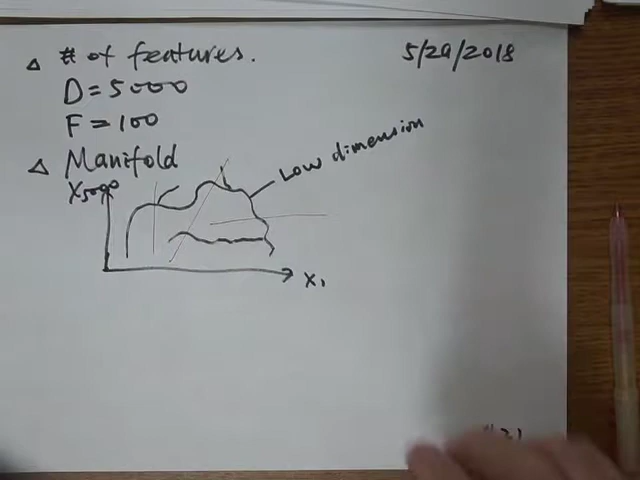 △ # of features.
5/29/2018
D = 5000
F = 100
△ Manifold
Low dimension
X5000
X1